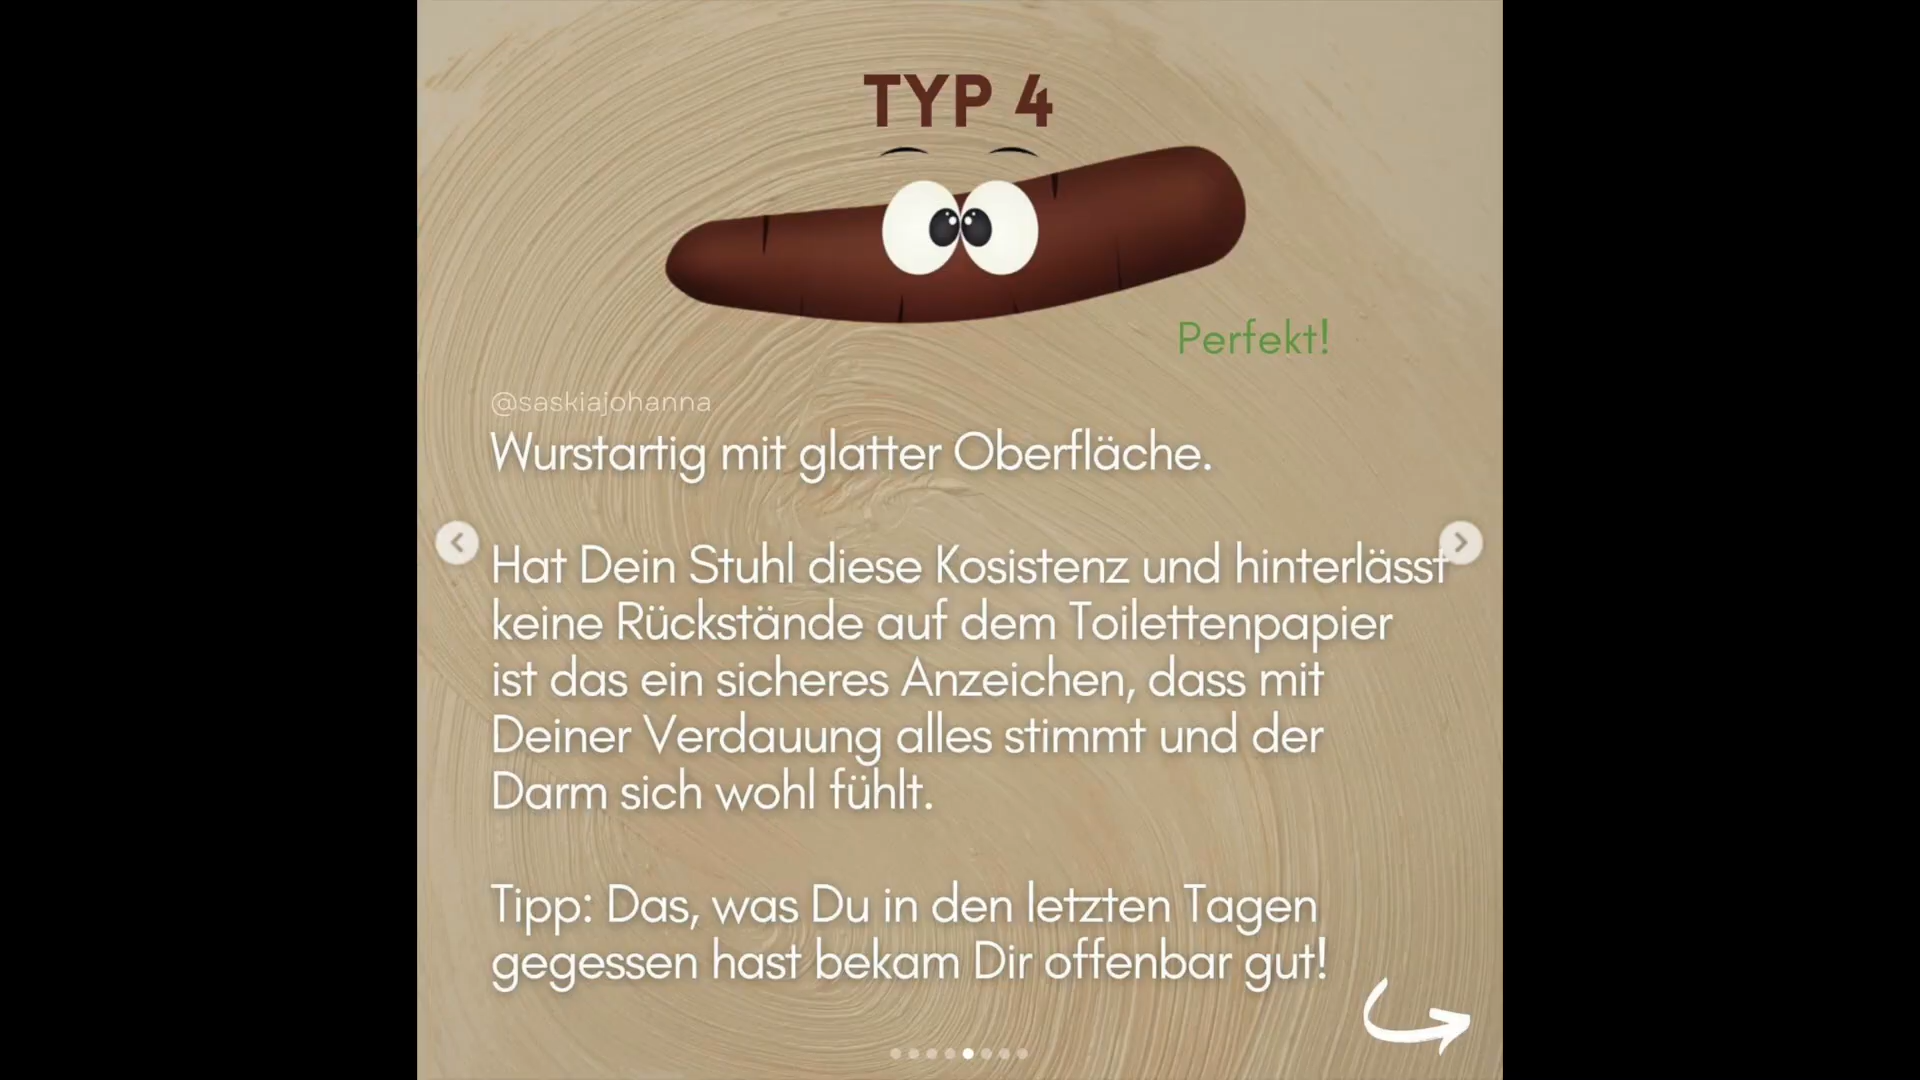 TYP 4
Perfekt!
@saskiajohanna
Wurstartig mit glatter Oberfläche.
Hat Dein Stuhl diese Kosistenz und hinterlässt
keine Rückstände auf dem Toilettenpapier
ist das ein sicheres Anzeichen, dass mit
Deiner Verdauung alles stimmt und der
Darm sich wohl fühlt.
Tipp: Das, was Du in den letzten Tagen
gegessen hast bekam Dir offenbar gut!